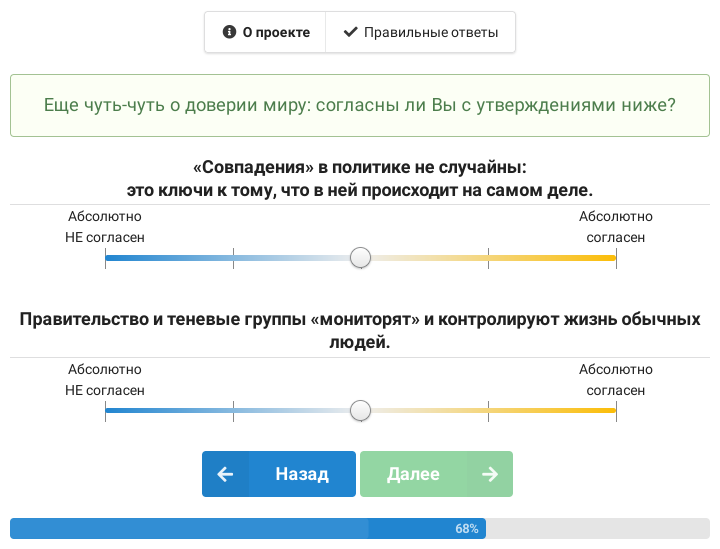 О проекте
Правильные ответы
Еще чуть-чуть о доверии миру: согласны ли Вы с утверждениями ниже?
«Совпадения» в политике не случайны:
это ключи к тому, что в ней происходит на самом деле.
Абсолютно
НЕ согласен
Абсолютно
согласен
Правительство и теневые группы «мониторят» и контролируют жизнь обычных
людей.
Абсолютно
НЕ согласен
Абсолютно
согласен
Назад
Далее
68%